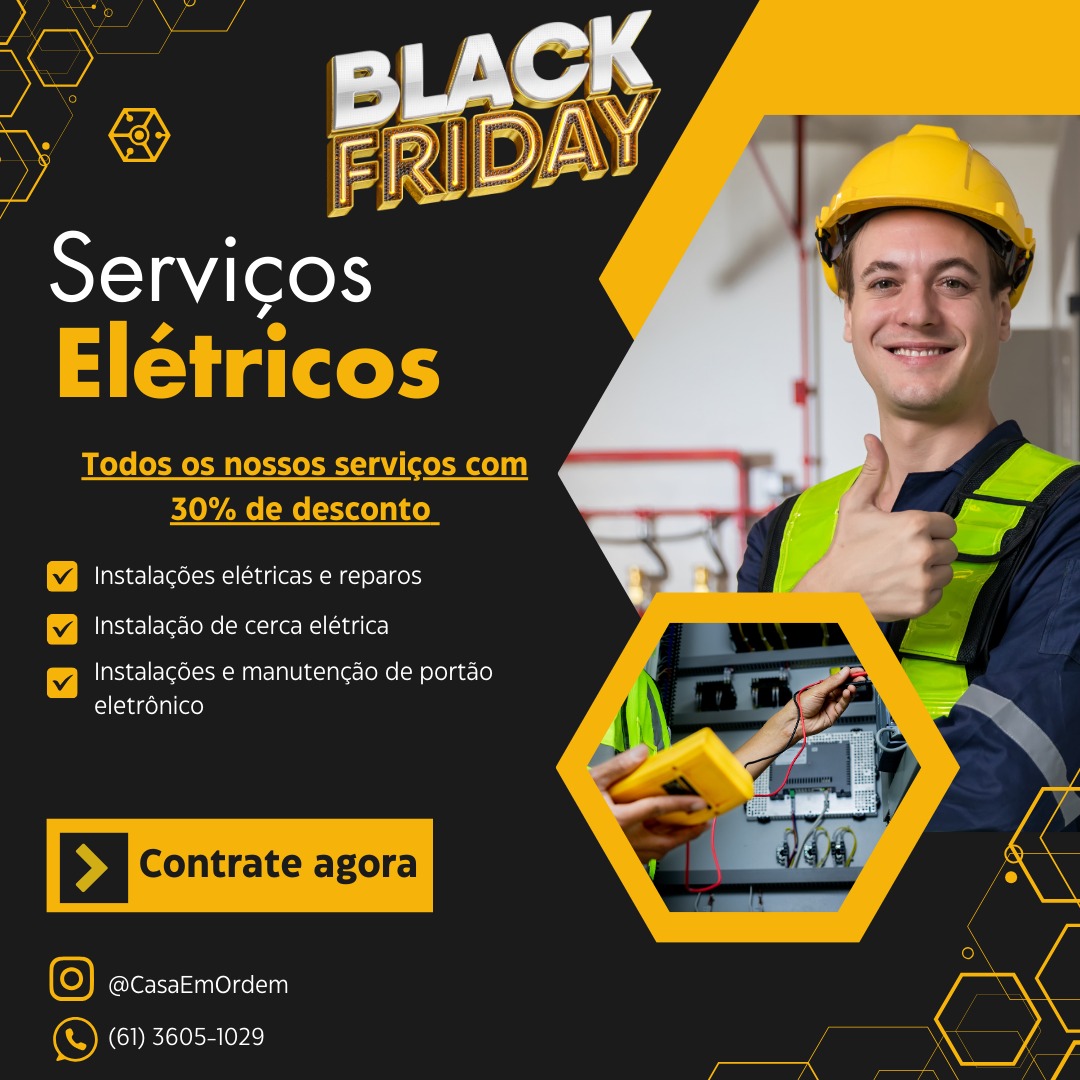 BLACK
FRIDAY
Serviços
Elétricos
Todos os nossos serviços com
30% de desconto
Instalações elétricas e reparos
Instalação de cerca elétrica
Instalações e manutenção de portão
eletrônico
Contrate agora
@CasaEmOrdem
(61) 3605-1029